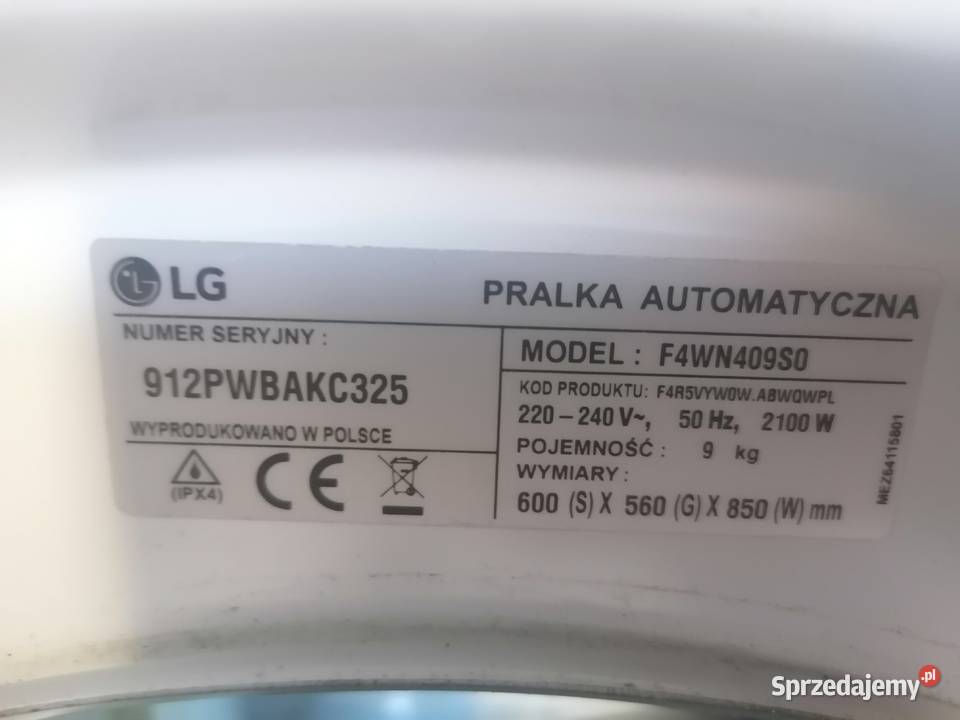 LG
PRALKA AUTOMATYCZNA
NUMER SERYJNY :
912PWBAKC325
WYPRODUKOWANO W POLSCE
(IPX4)
CE
MODEL : F4WN409S0
KOD PRODUKTU: F4R5VYW0W.ABWQWPL
220 – 240 V~, 50 Hz, 2100 W
POJEMNOŚĆ : 9 kg
WYMIARY :
600 (S) X 560 (G) X 850 (W) mm
MEZ64115801
Sprzedajemy.pl